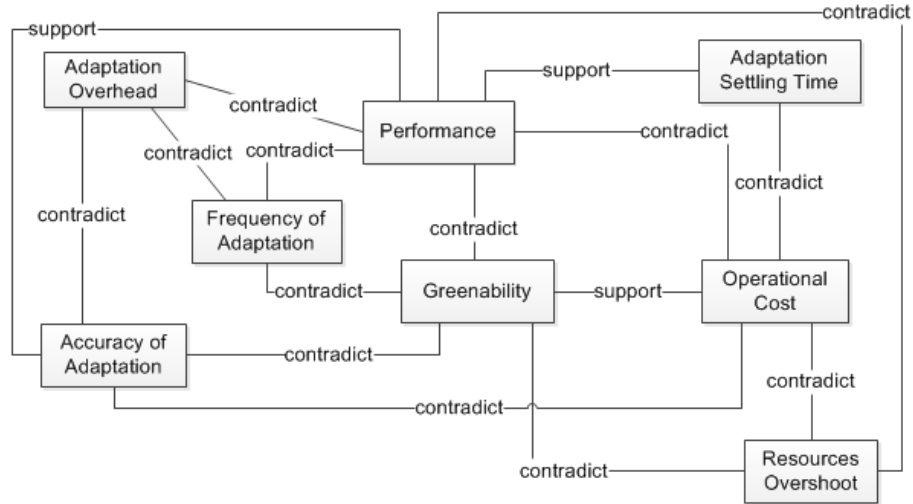 contradict
support
Adaptation
Overhead
Adaptation
Settling Time
support
contradict
Performance
contradict
contradict
contradict
contradict
contradict
Frequency of
Adaptation
contradict
contradict
Operational
Cost
Greenability
support
contradict
Accuracy of
Adaptation
contradict
contradict
contradict
Resources
Overshoot
contradict